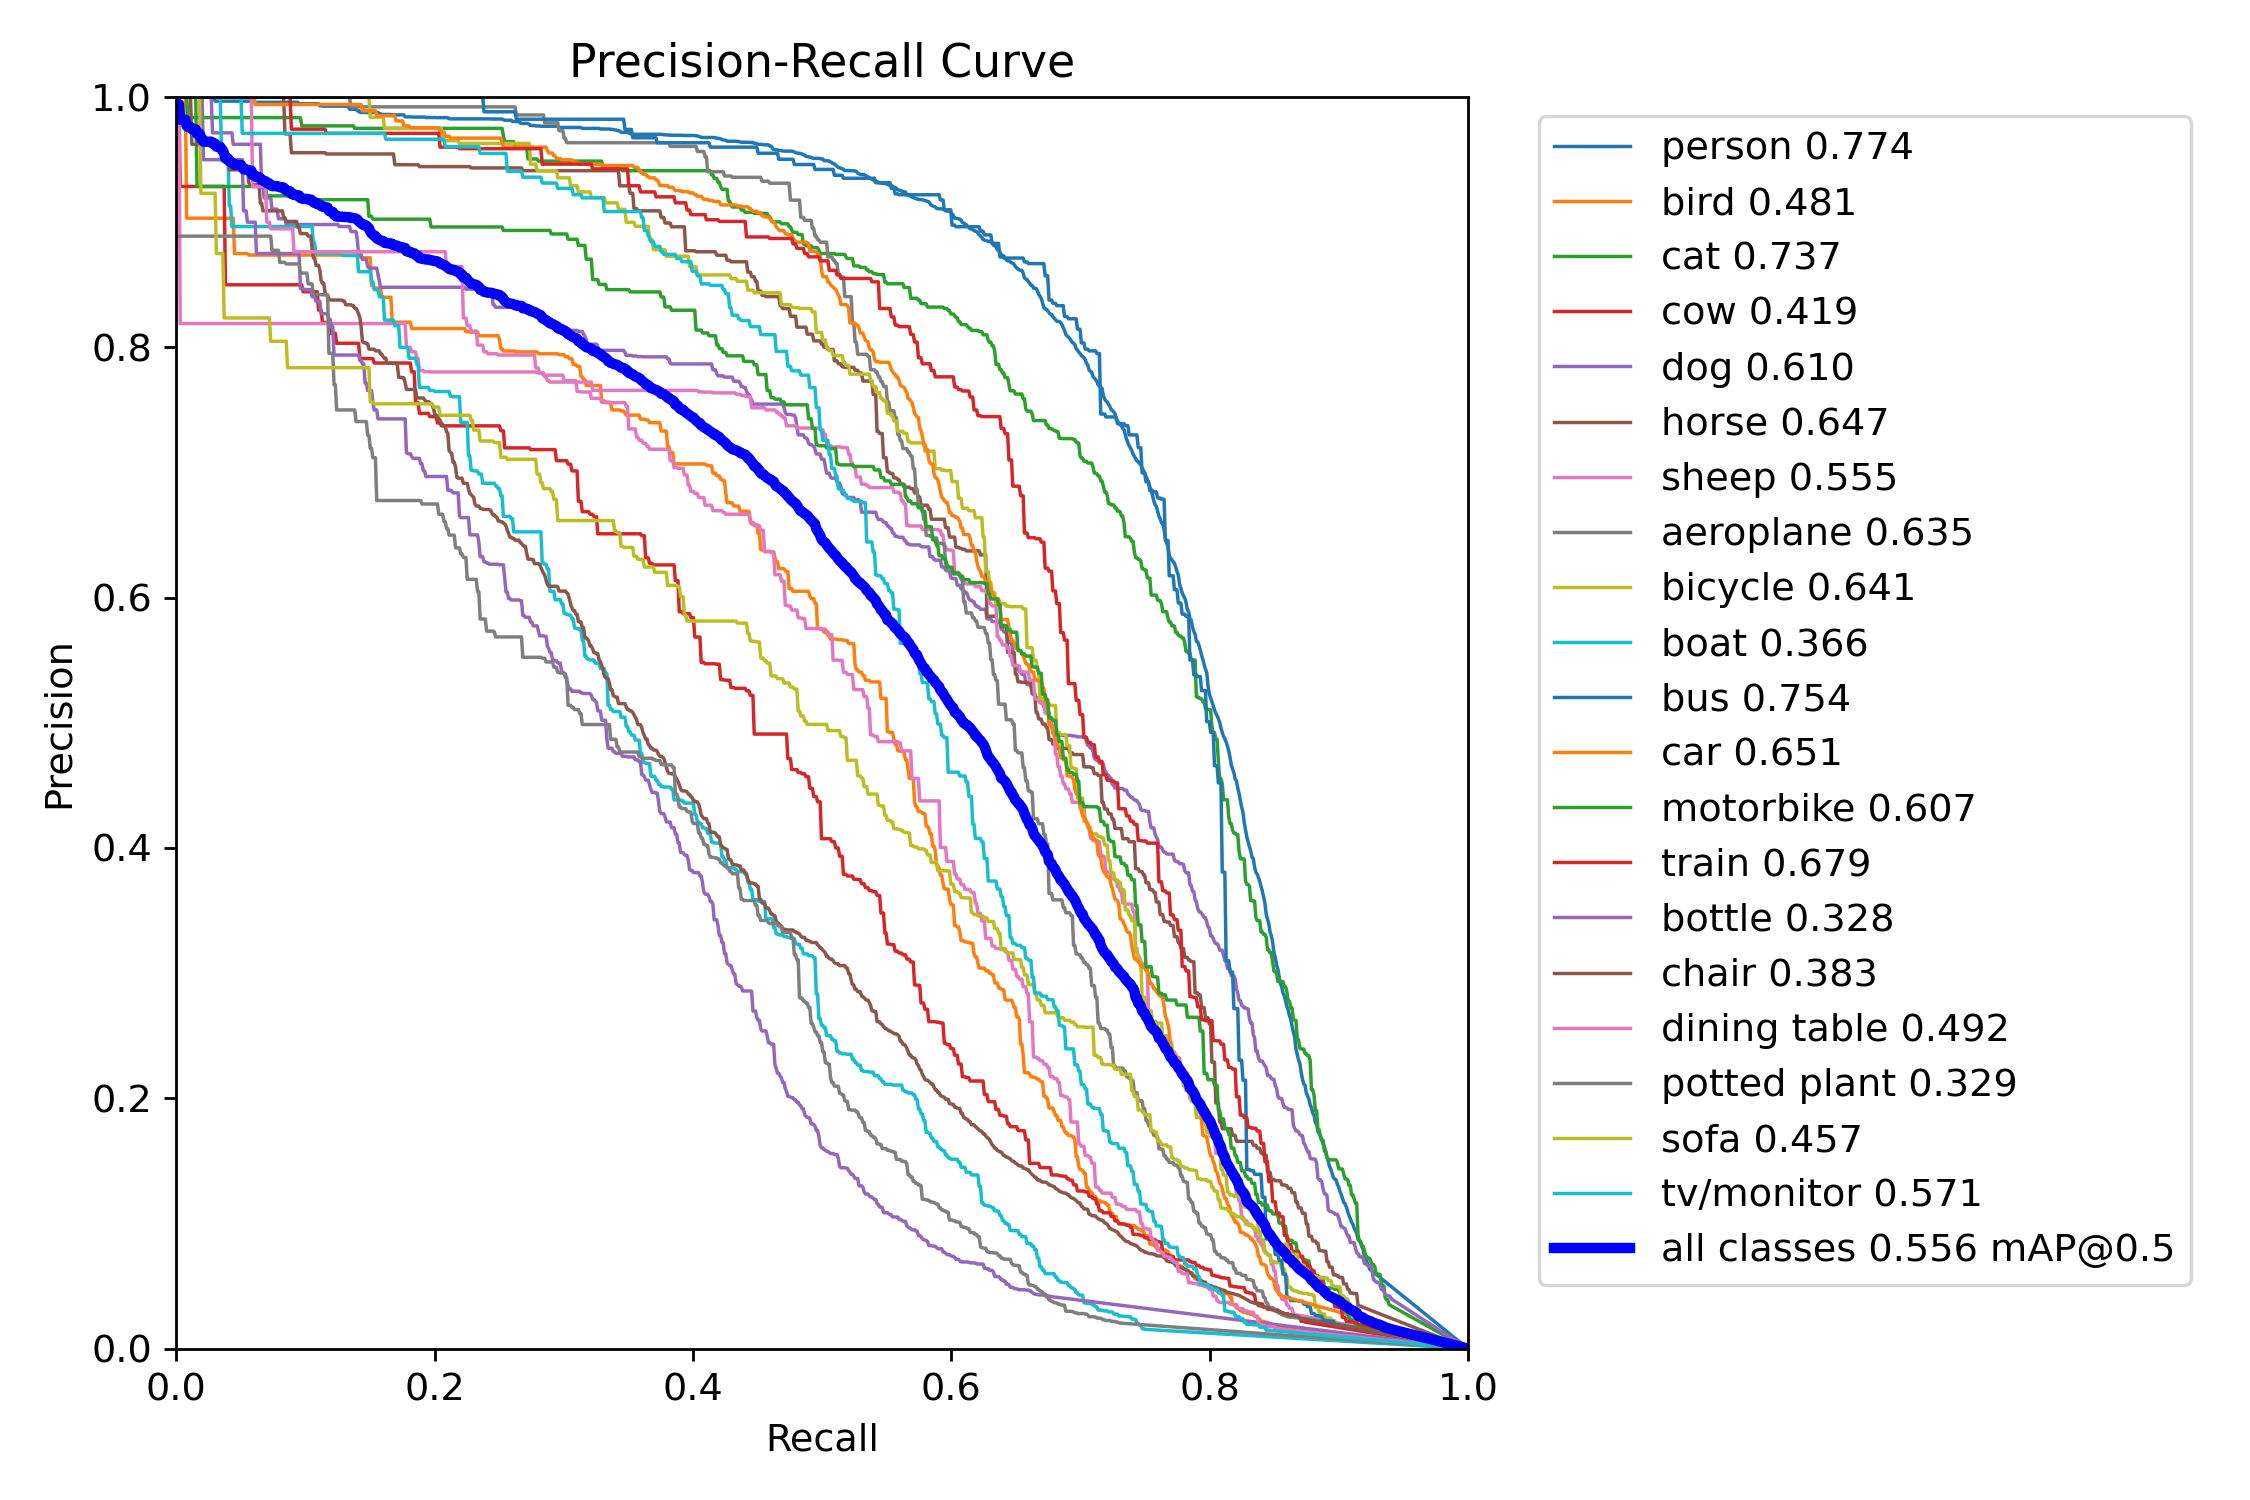 Precision-Recall Curve
1.0
0.8
0.6
0.4
0.2
0.0
Precision
0.0 0.2 0.4 0.6 0.8 1.0
Recall
person 0.774
bird 0.481
cat 0.737
cow 0.419
dog 0.610
horse 0.647
sheep 0.555
aeroplane 0.635
bicycle 0.641
boat 0.366
bus 0.754
car 0.651
motorbike 0.607
train 0.679
bottle 0.328
chair 0.383
dining table 0.492
potted plant 0.329
sofa 0.457
tv/monitor 0.571
all classes 0.556 mAP@0.5